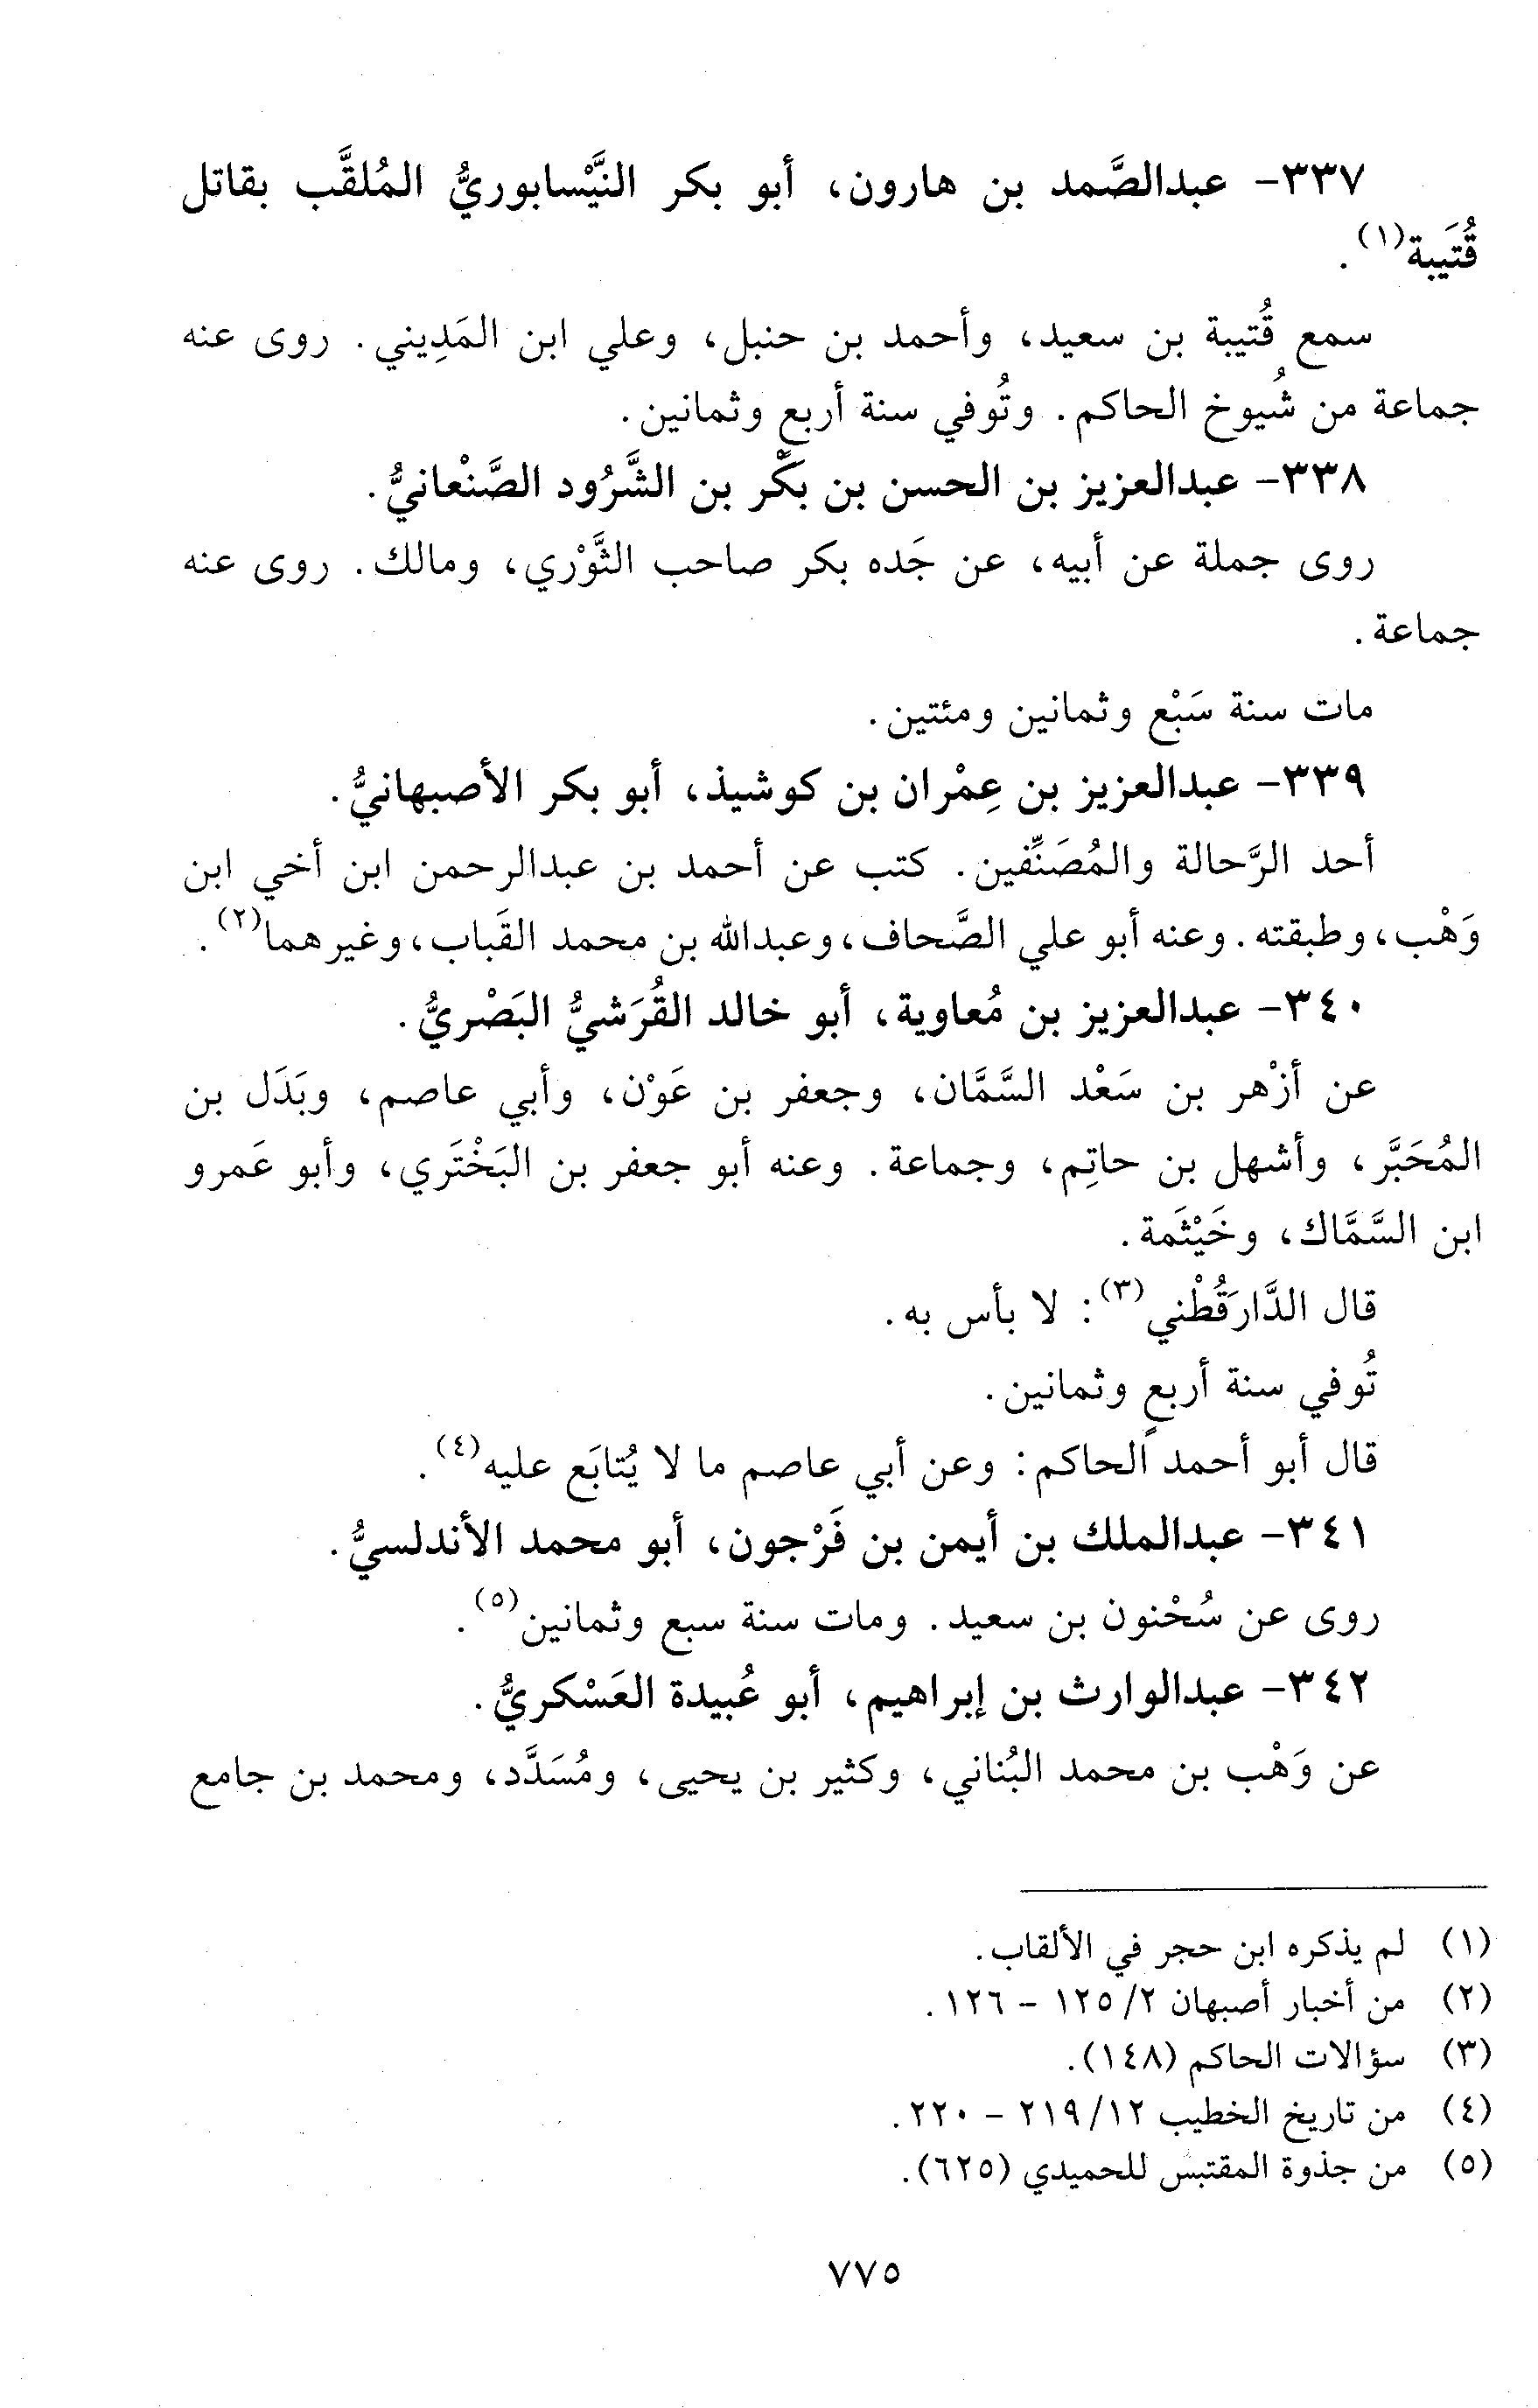 ٣٣٧- عبدالصَّمد بن هارون، أبو بكر النَّيْسابوريُّ المُلقَّب بقاتل
قُتَيبة(١).
سمع قُتيبة بن سعيد، وأحمد بن حنبل، وعلي ابن المَدِيني. روى عنه
جماعة من شُيوخ الحاكم. وتُوفي سنة أربع وثمانين.
٣٣٨- عبدالعزيز بن الحسن بن بَكْر بن الشَّرُود الصَّنْعانيُّ.
روى جملة عن أبيه، عن جَده بكر صاحب الثَّوْري، ومالك. روى عنه
جماعة.
مات سنة سَبْع وثمانين ومئتين.
٣٣٩- عبدالعزيز بن عِمْران بن كوشيذ، أبو بكر الأصبهانيُّ.
أحد الرَّحالة والمُصَنِّفين. كتب عن أحمد بن عبدالرحمن ابن أخي ابن
وَهْب، وطبقته. وعنه أبو علي الصَّحاف، وعبدالله بن محمد القَباب، وغيرهما(٢).
٣٤٠- عبدالعزيز بن مُعاوية، أبو خالد القُرَشيُّ البَصْريُّ.
عن أزْهر بن سَعْد السَّمَّان، وجعفر بن عَوْن، وأبي عاصم، وبَدَل بن
المُحَبَّر، وأشهل بن حاتِم، وجماعة. وعنه أبو جعفر بن البَخْتَري، وأبو عَمرو
ابن السَّمَّاك، وخَيْثَمة.
قال الدَّارَقُطْني(٣): لا بأس به.
تُوفي سنة أربعٍ وثمانين.
قال أبو أحمد الحاكم: وعن أبي عاصم ما لا يُتابَع عليه(٤).
٣٤١- عبدالملك بن أيمن بن فَرْجون، أبو محمد الأندلسيُّ.
روى عن سُحْنون بن سعيد. ومات سنة سبع وثمانين(٥).
٣٤٢- عبدالوارث بن إبراهيم، أبو عُبيدة العَسْكريُّ.
عن وَهْب بن محمد البُناني، وكثير بن يحيى، ومُسَدَّد، ومحمد بن جامع
(١) لم يذكره ابن حجر في الألقاب.
(٢) من أخبار أصبهان ٢/ ١٢٥ - ١٢٦.
(٣) سؤالات الحاكم (١٤٨).
(٤) من تاريخ الخطيب ١٢/ ٢١٩ - ٢٢٠.
(٥) من جذوة المقتبس للحميدي (٦٢٥).
٧٧٥